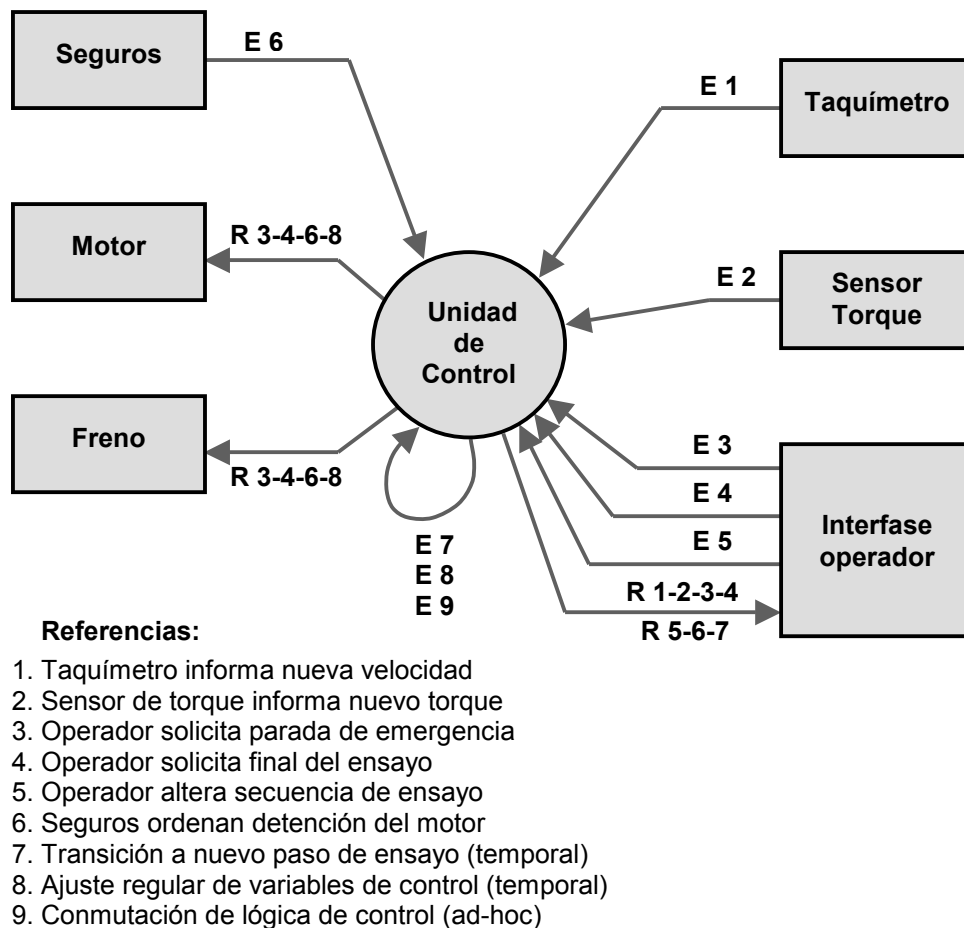 Seguros
E 6
E 1
Taquímetro
Motor
R 3-4-6-8
E 2
Sensor
Torque
Unidad
de
Control
Freno
R 3-4-6-8
E 3
E 4
E 5
Interfase
operador
E 7
E 8
E 9
R 1-2-3-4
R 5-6-7
Referencias:
1. Taquímetro informa nueva velocidad
2. Sensor de torque informa nuevo torque
3. Operador solicita parada de emergencia
4. Operador solicita final del ensayo
5. Operador altera secuencia de ensayo
6. Seguros ordenan detención del motor
7. Transición a nuevo paso de ensayo (temporal)
8. Ajuste regular de variables de control (temporal)
9. Conmutación de lógica de control (ad-hoc)